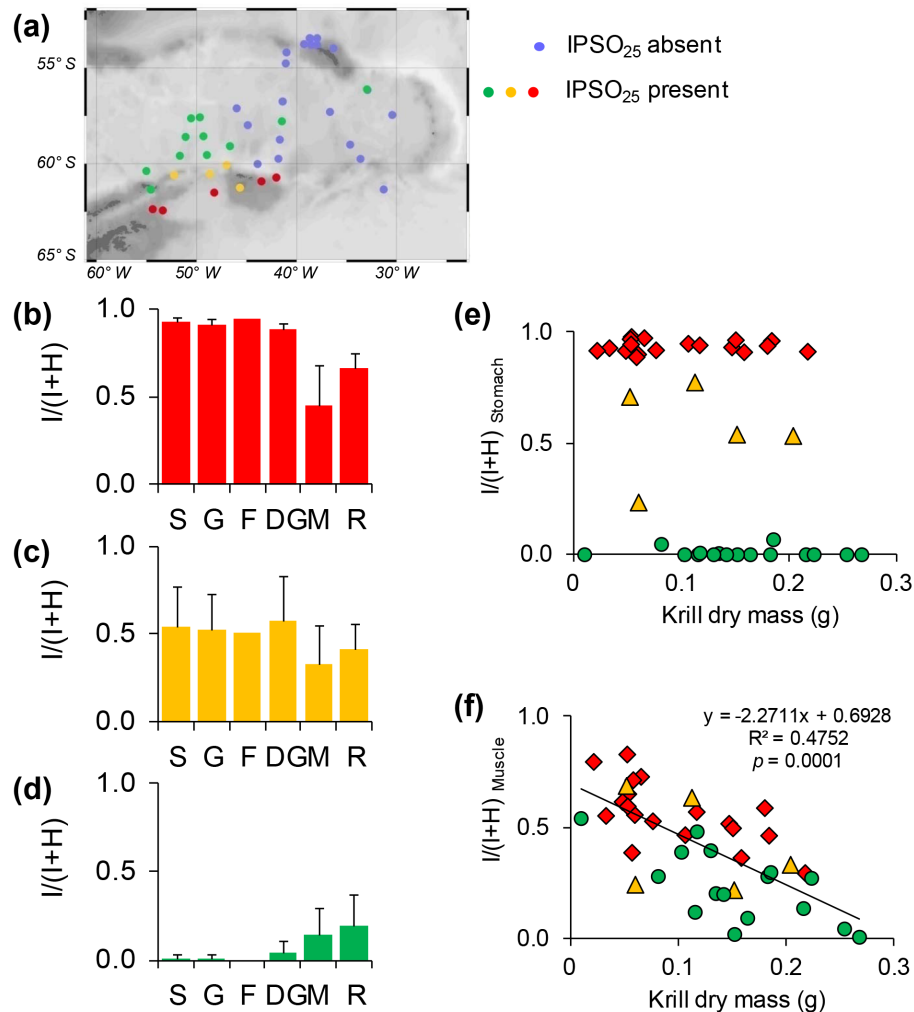 (a)
55° S
60° S
65° S
60° W 50° W 40° W 30° W
IPSO25 absent
IPSO25 present
(b)
I/(I+H)
1.0
0.5
0.0
S G F DG M R
(c)
I/(I+H)
1.0
0.5
0.0
S G F DG M R
(d)
I/(I+H)
1.0
0.5
0.0
S G F DG M R
(e)
I/(I+H) Stomach
1.0
0.5
0.0
0 0.1 0.2 0.3
Krill dry mass (g)
(f)
I/(I+H) Muscle
1.0
0.5
0.0
y = -2.2711x + 0.6928
R² = 0.4752
p = 0.0001
0 0.1 0.2 0.3
Krill dry mass (g)